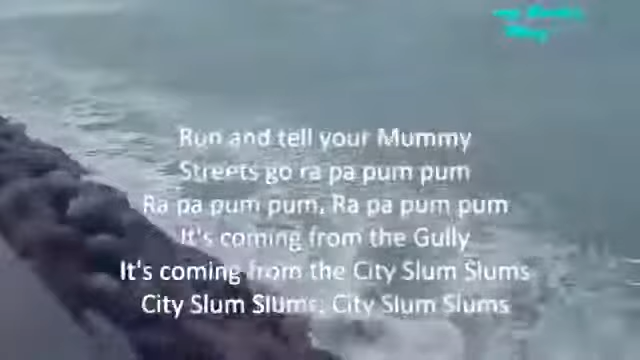 Run and tell your Mummy
Streets go ra pa pum pum
Ra pa pum pum, Ra pa pum pum
It's coming from the Gully
It's coming from the City Slum Slums
City Slum Slums, City Slum Slums